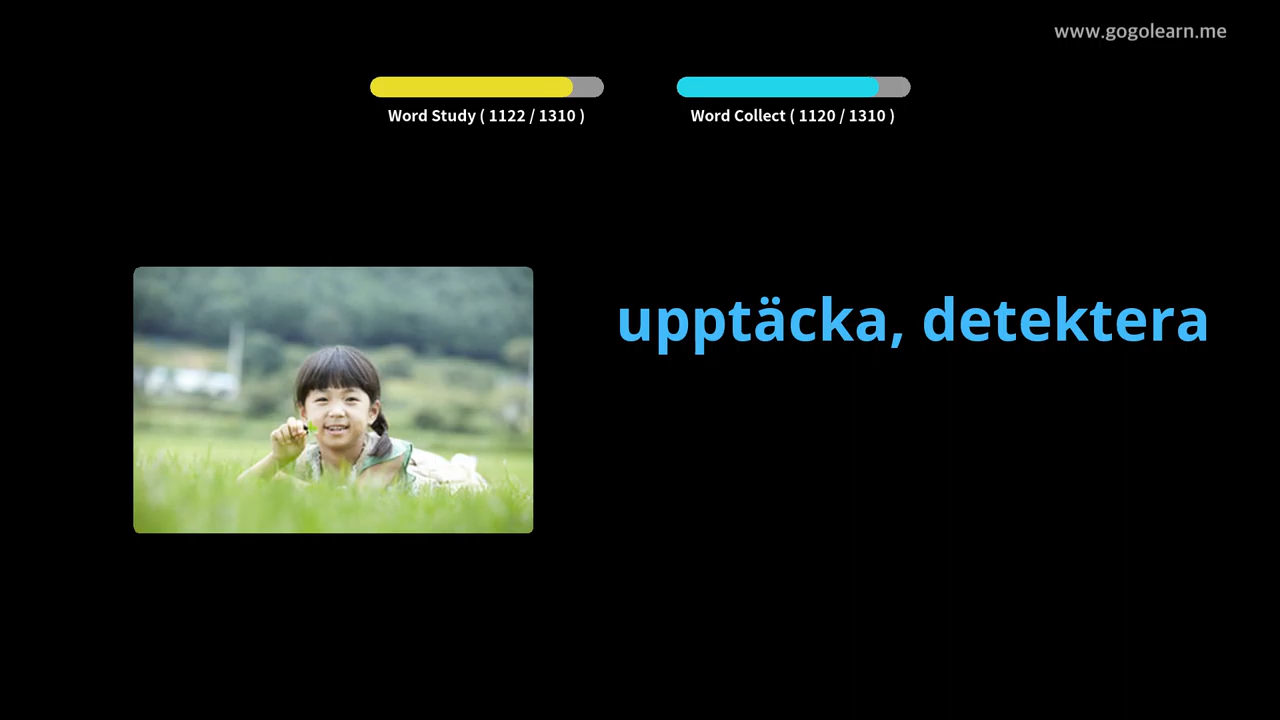 www.gogolearn.me
Word Study ( 1122 / 1310 )
Word Collect ( 1120 / 1310 )
upptäcka, detektera